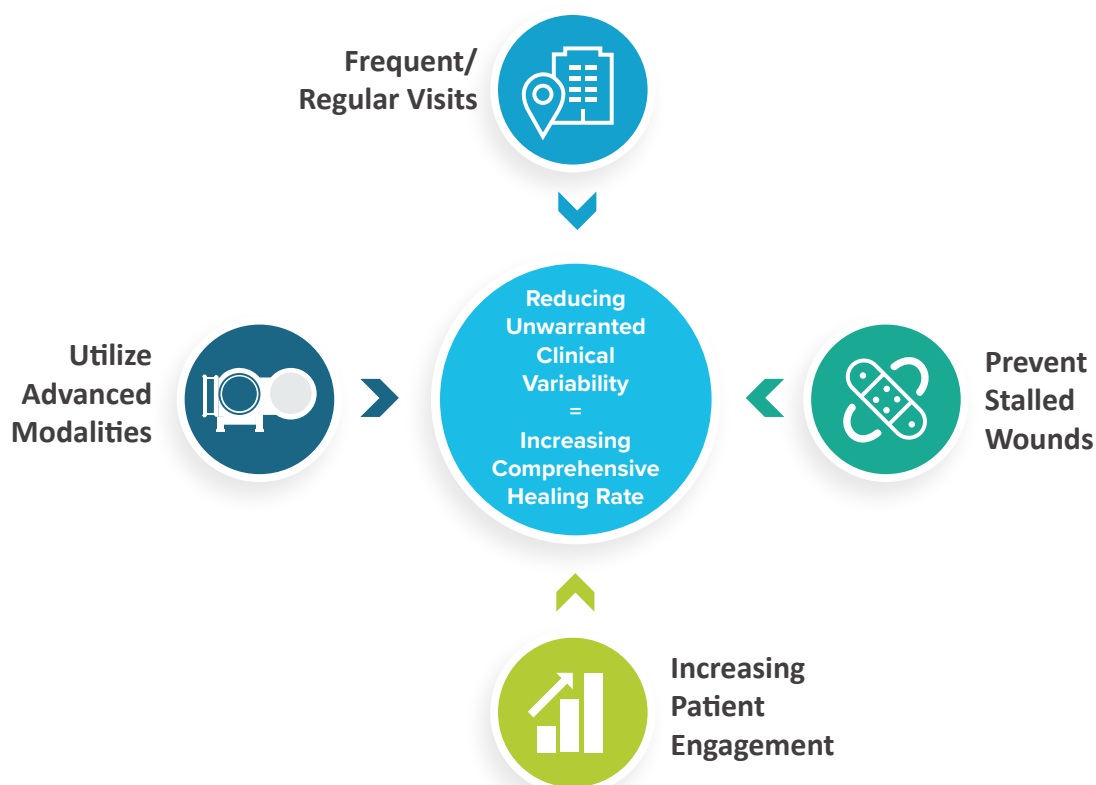 Frequent/
Regular Visits
Utilize
Advanced
Modalities
Reducing
Unwarranted
Clinical
Variability
=
Increasing
Comprehensive
Healing Rate
Prevent
Stalled
Wounds
Increasing
Patient
Engagement